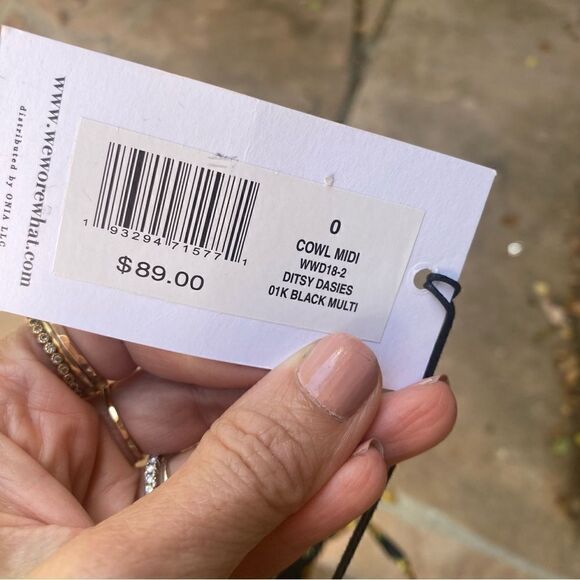 www.weworewhat.com
distributed by ONIA LLC
1 93294 71577 1
$89.00
0
COWL MIDI
WWD18-2
DITSY DASIES
01K BLACK MULTI